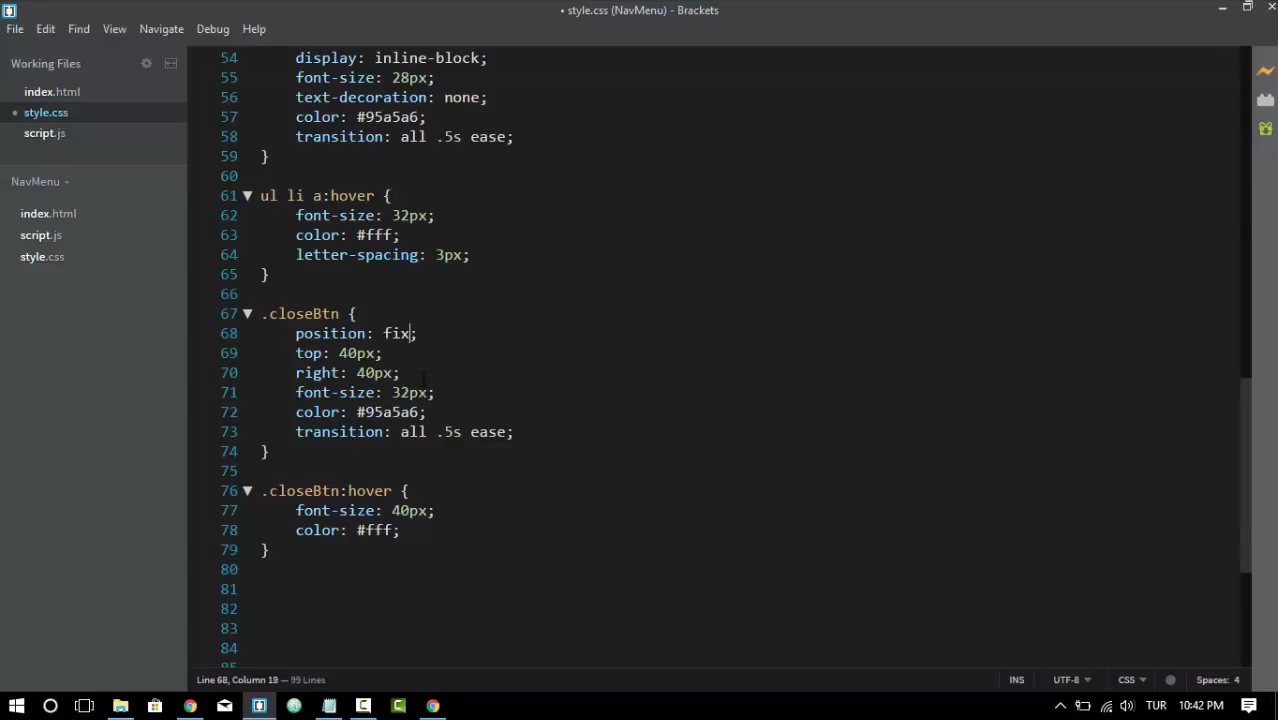 • style.css (NavMenu) - Brackets
File Edit Find View Navigate Debug Help
Working Files
index.html
• style.css
script.js
NavMenu
index.html
script.js
style.css
54 display: inline-block;
55 font-size: 28px;
56 text-decoration: none;
57 color: #95a5a6;
58 transition: all .5s ease;
59 }
60
61 ul li a:hover {
62 font-size: 32px;
63 color: #fff;
64 letter-spacing: 3px;
65 }
66
67 .closeBtn {
68 position: fix;
69 top: 40px;
70 right: 40px;
71 font-size: 32px;
72 color: #95a5a6;
73 transition: all .5s ease;
74 }
75
76 .closeBtn:hover {
77 font-size: 40px;
78 color: #fff;
79 }
80
81
82
83
84
85
Line 68, Column 19 — 99 Lines INS UTF-8 CSS Spaces: 4
TUR 10:42 PM